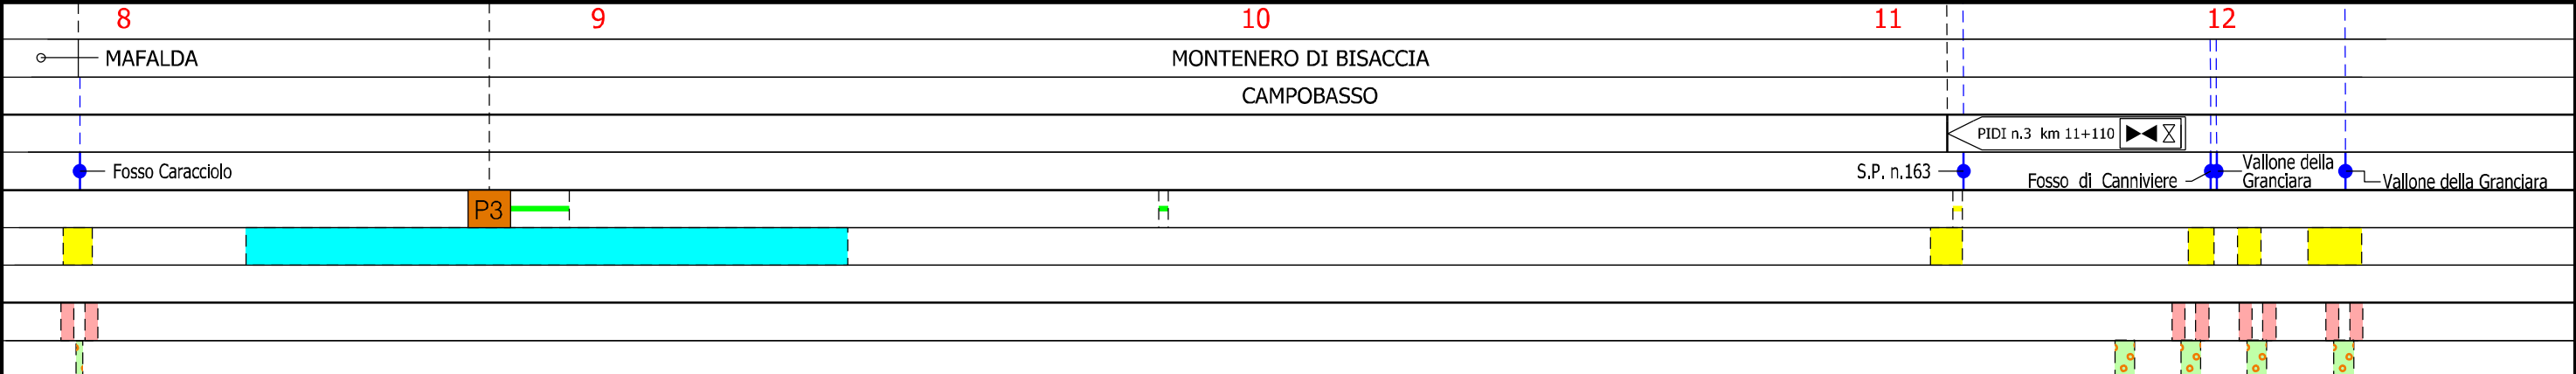 8 9 10 11 12
MAFALDA MONTENERO DI BISACCIA
CAMPOBASSO
PIDI n.3 km 11+110
Fosso Caracciolo S.P. n.163 Fosso di Canniviere Vallone della
Granciara Vallone della Granciara
P3